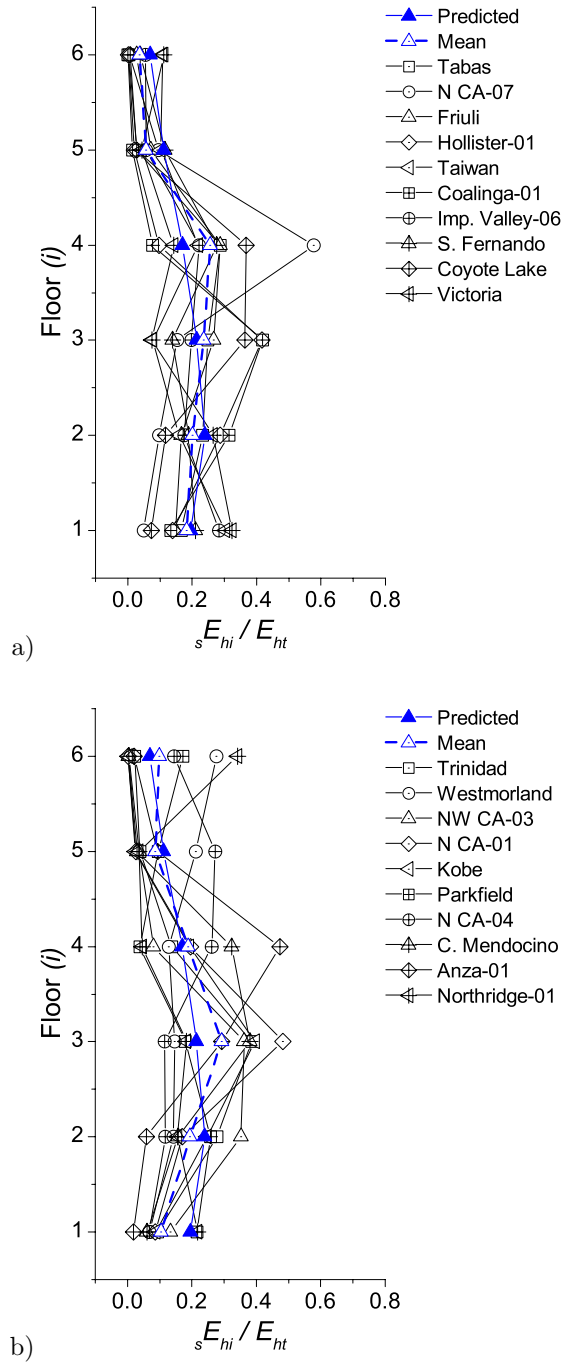 6
5
4
3
2
1
Floor (i)
0.0 0.2 0.4 0.6 0.8
sEhi / Eht
Predicted
Mean
Tabas
N CA-07
Friuli
Hollister-01
Taiwan
Coalinga-01
Imp. Valley-06
S. Fernando
Coyote Lake
Victoria
a)
6
5
4
3
2
1
Floor (i)
0.0 0.2 0.4 0.6 0.8
sEhi / Eht
Predicted
Mean
Trinidad
Westmorland
NW CA-03
N CA-01
Kobe
Parkfield
N CA-04
C. Mendocino
Anza-01
Northridge-01
b)